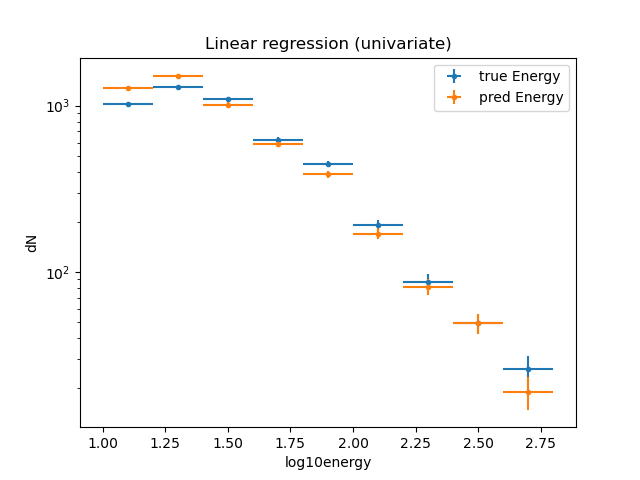 Linear regression (univariate)
true Energy
pred Energy
dN
10³
10²
1.00 1.25 1.50 1.75 2.00 2.25 2.50 2.75
log10energy